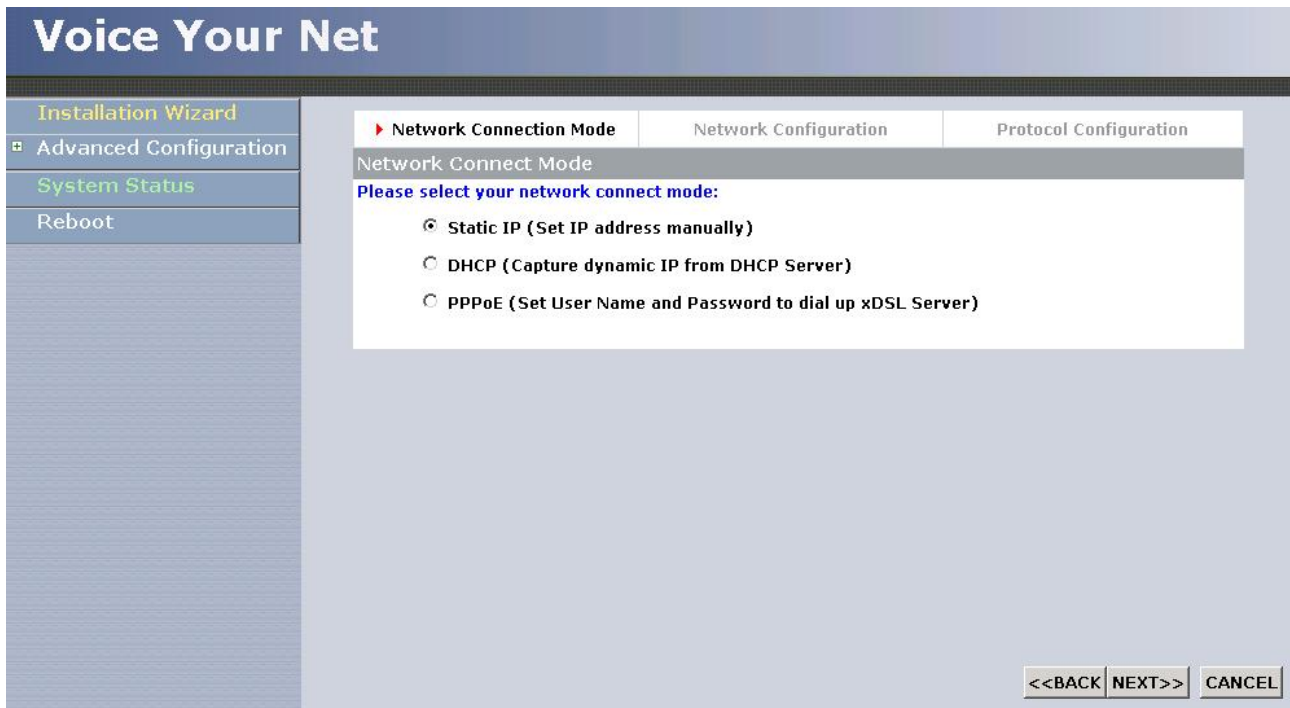 Voice Your Net
Installation Wizard
Advanced Configuration
System Status
Reboot
Network Connection Mode Network Configuration Protocol Configuration
Network Connect Mode
Please select your network connect mode:
Static IP (Set IP address manually)
DHCP (Capture dynamic IP from DHCP Server)
PPPoE (Set User Name and Password to dial up xDSL Server)
<<BACK NEXT>> CANCEL